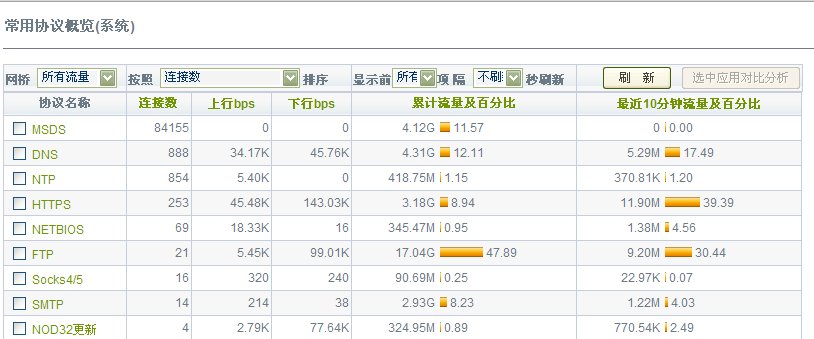 常用协议概览(系统)
网桥 所有流量 按照 连接数 排序 显示前 所有 项 隔 不刷 秒刷新 刷 新 选中应用对比分析
协议名称 连接数 上行bps 下行bps 累计流量及百分比 最近10分钟流量及百分比
MSDS 84155 0 0 4.12G 11.57 0 0.00
DNS 888 34.17K 45.76K 4.31G 12.11 5.29M 17.49
NTP 854 5.40K 0 418.75M 1.15 370.81K 1.20
HTTPS 253 45.48K 143.03K 3.18G 8.94 11.90M 39.39
NETBIOS 69 18.33K 16 345.47M 0.95 1.38M 4.56
FTP 21 5.45K 99.01K 17.04G 47.89 9.20M 30.44
Socks4/5 16 320 240 90.69M 0.25 22.97K 0.07
SMTP 14 214 38 2.93G 8.23 1.22M 4.03
NOD32更新 4 2.79K 77.64K 324.95M 0.89 770.54K 2.49